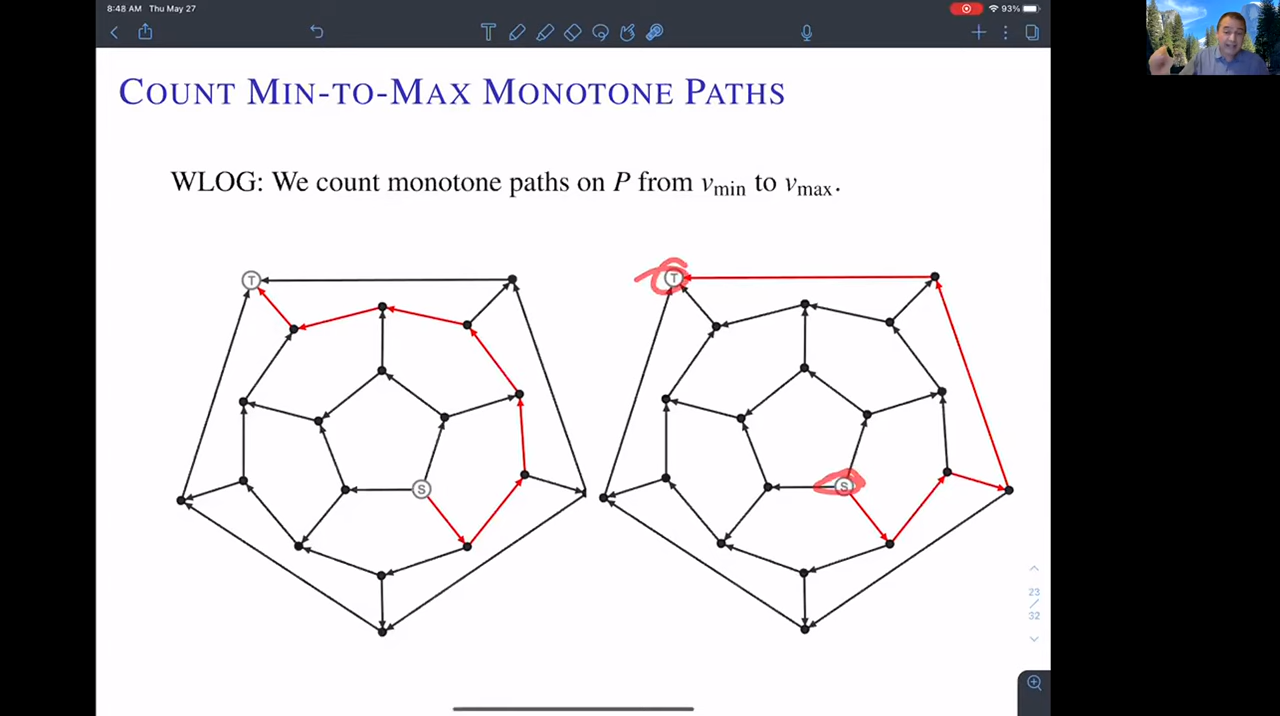 8:48 AM Thu May 27
93%
COUNT MIN-TO-MAX MONOTONE PATHS
WLOG: We count monotone paths on P from vmin to vmax.
T
S
T
S
23
/
32